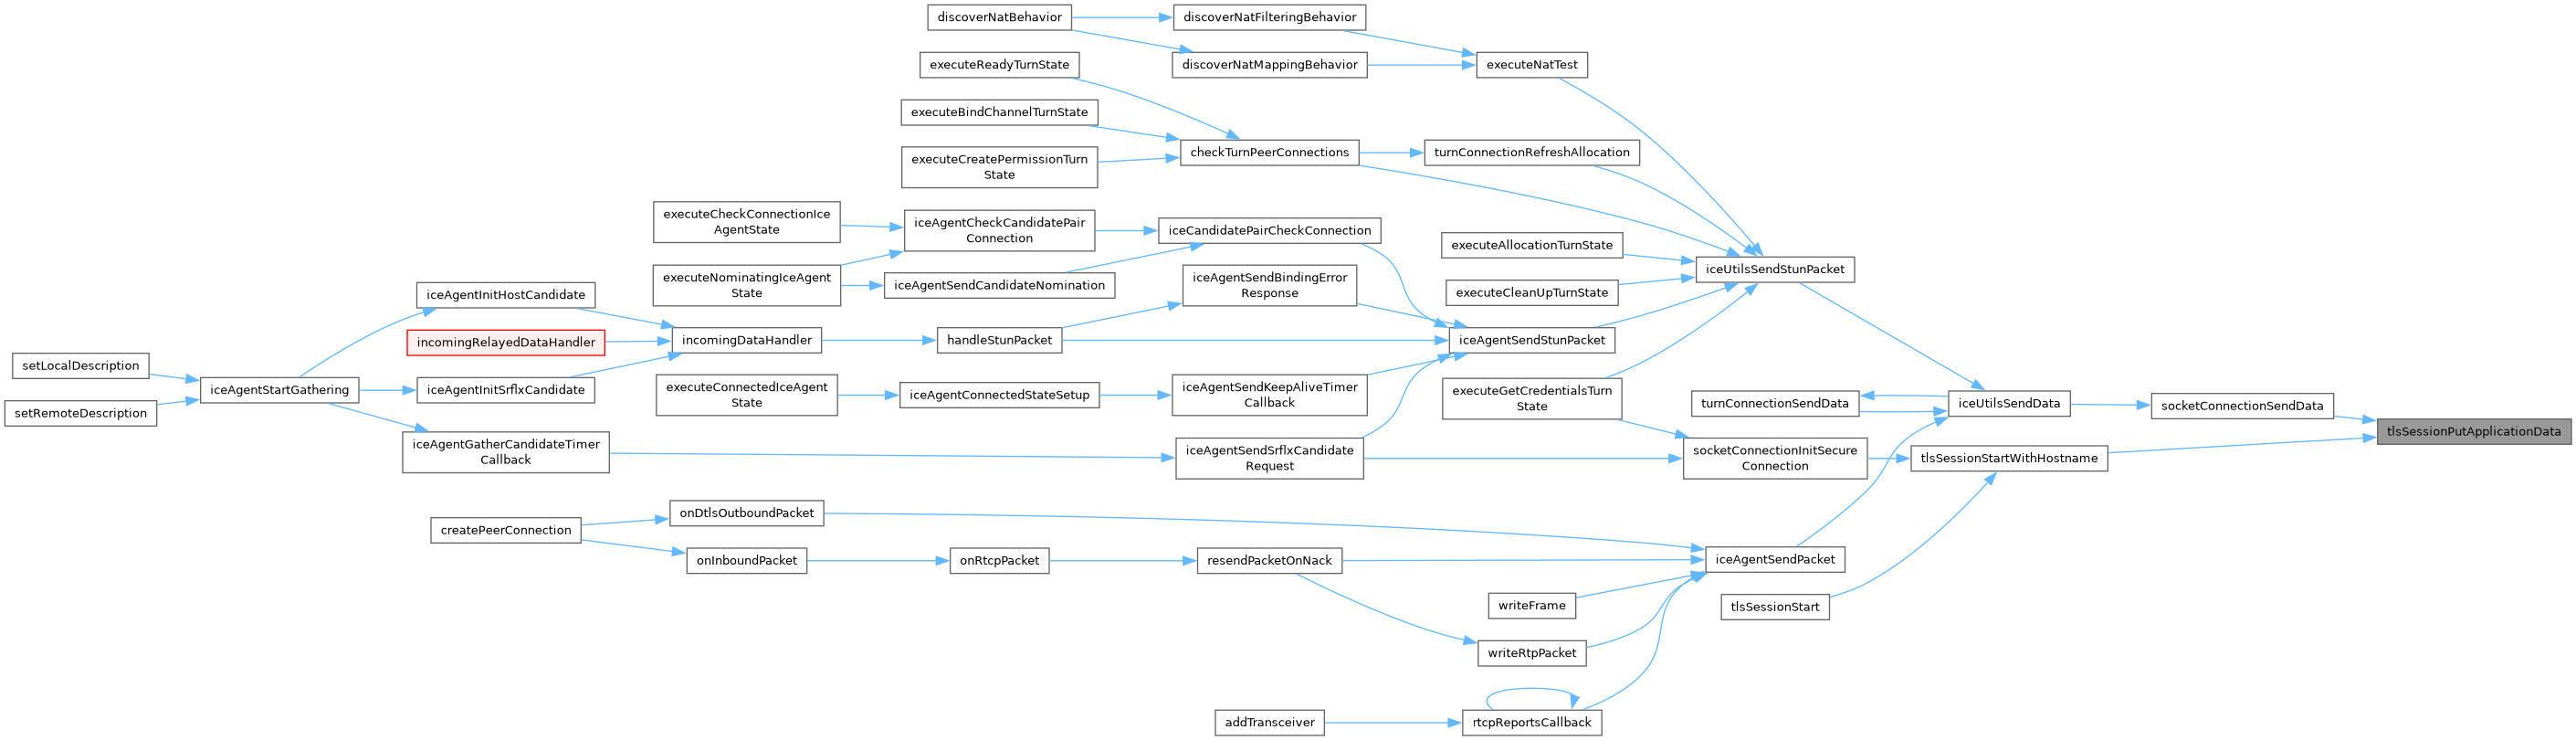 discoverNatBehavior
discoverNatFilteringBehavior
executeReadyTurnState
discoverNatMappingBehavior
executeNatTest
executeBindChannelTurnState
executeCreatePermissionTurn
State
checkTurnPeerConnections
turnConnectionRefreshAllocation
executeCheckConnectionIce
AgentState
iceAgentCheckCandidatePair
Connection
iceCandidatePairCheckConnection
executeAllocationTurnState
iceUtilsSendStunPacket
executeNominatingIceAgent
State
iceAgentSendCandidateNomination
iceAgentSendBindingError
Response
executeCleanUpTurnState
iceAgentInitHostCandidate
incomingRelayedDataHandler
incomingDataHandler
handleStunPacket
iceAgentSendStunPacket
setLocalDescription
setRemoteDescription
iceAgentStartGathering
iceAgentInitSrflxCandidate
executeConnectedIceAgent
State
iceAgentConnectedStateSetup
iceAgentSendKeepAliveTimer
Callback
executeGetCredentialsTurn
State
turnConnectionSendData
iceUtilsSendData
socketConnectionSendData
tlsSessionPutApplicationData
iceAgentGatherCandidateTimer
Callback
iceAgentSendSrflxCandidate
Request
socketConnectionInitSecure
Connection
tlsSessionStartWithHostname
createPeerConnection
onDtlsOutboundPacket
onInboundPacket
onRtcpPacket
resendPacketOnNack
iceAgentSendPacket
writeFrame
tlsSessionStart
writeRtpPacket
addTransceiver
rtcpReportsCallback